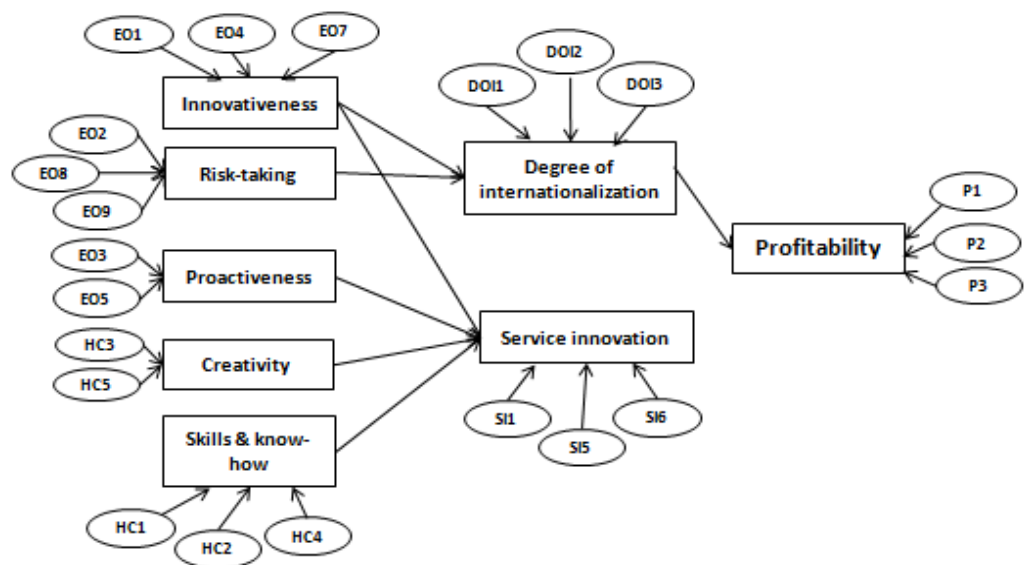 EO1
EO4
EO7
Innovativeness
DOI1
DOI2
DOI3
EO2
EO8
EO9
Risk-taking
Degree of
internationalization
EO3
EO5
Proactiveness
Profitability
P1
P2
P3
HC3
HC5
Creativity
Service innovation
SI1
SI5
SI6
Skills & know-
how
HC1
HC2
HC4